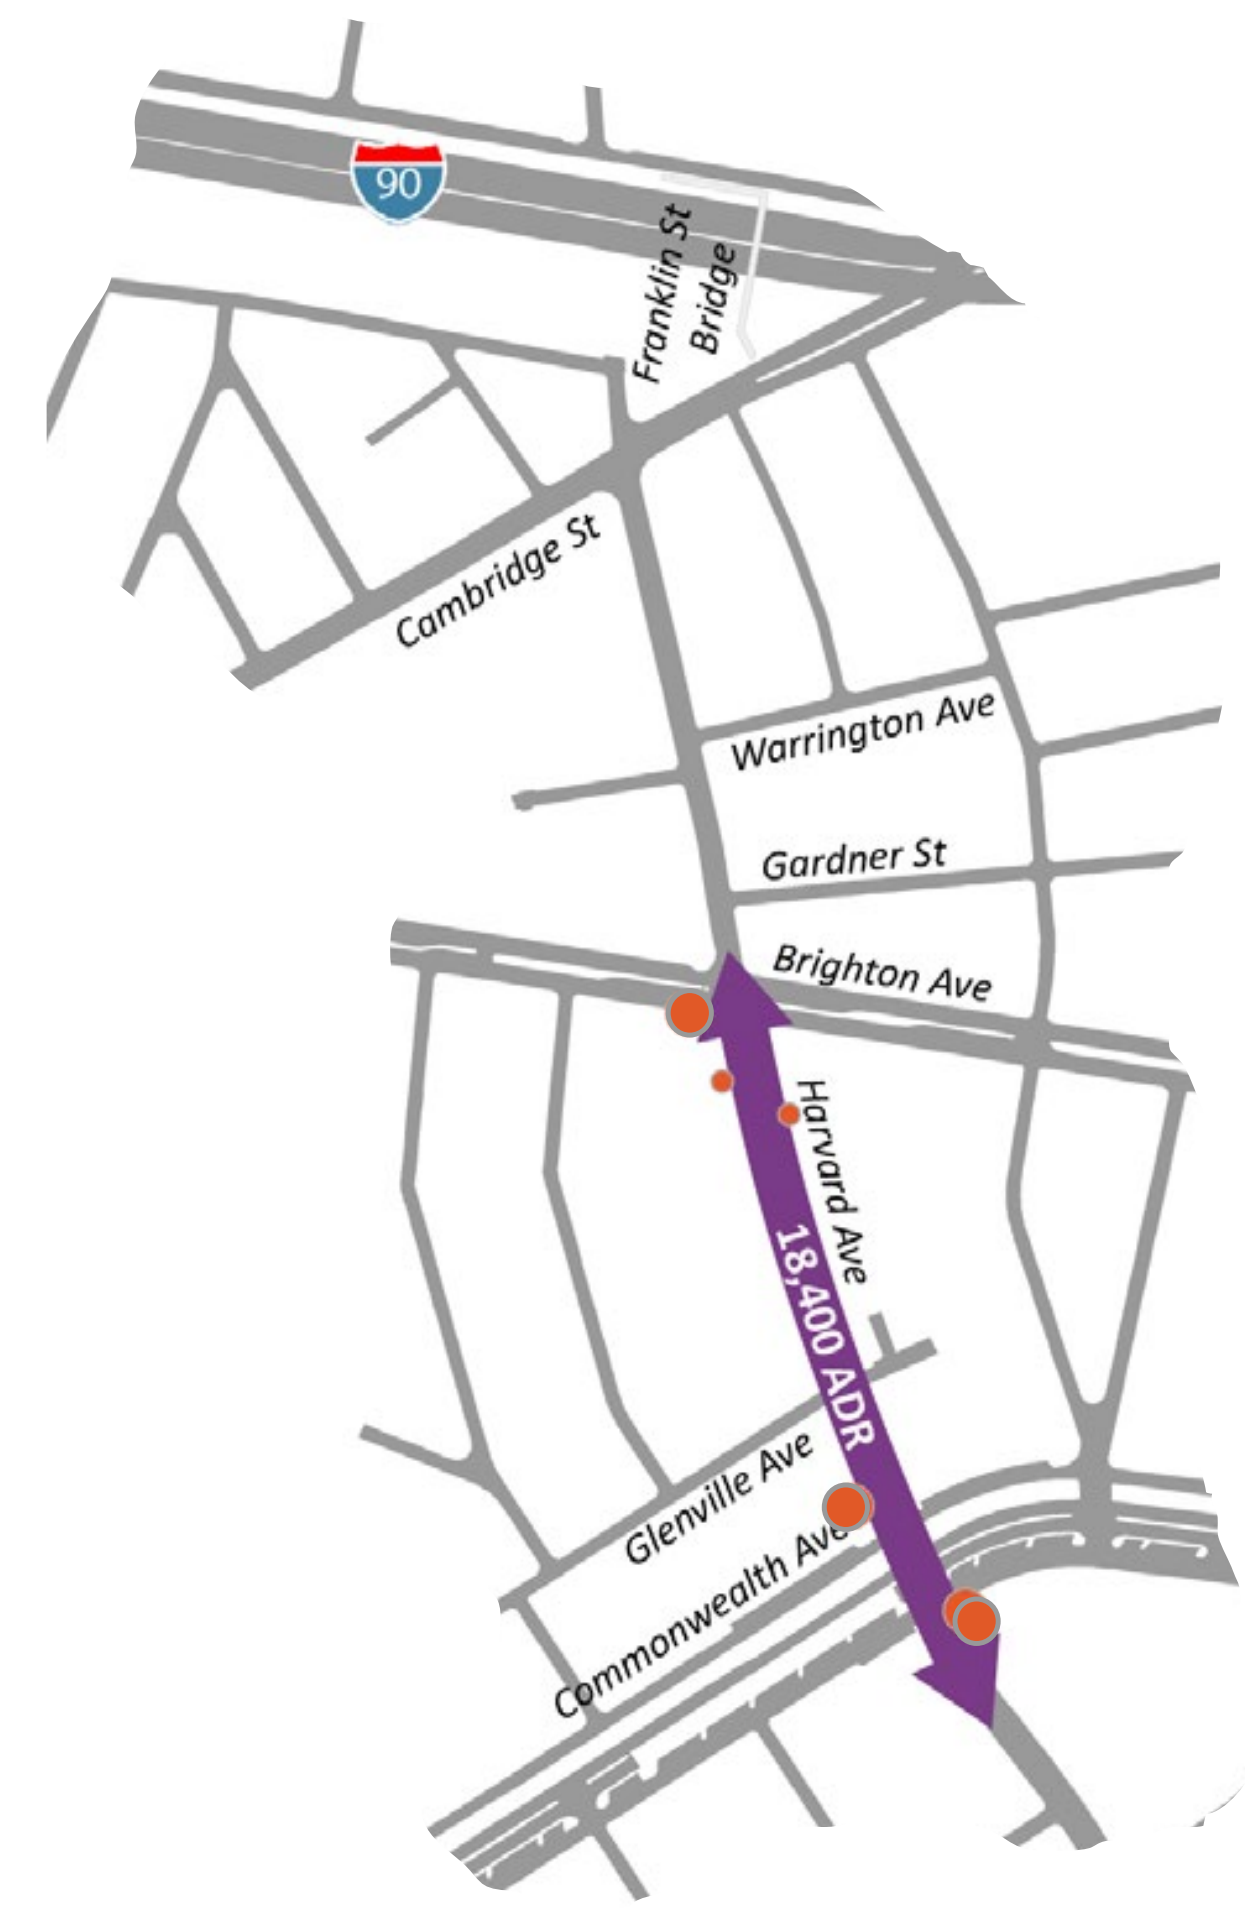 90
Franklin St
Bridge
Cambridge St
Warrington Ave
Gardner St
Brighton Ave
Harvard Ave
18,400 ADR
Glenville Ave
Commonwealth Ave